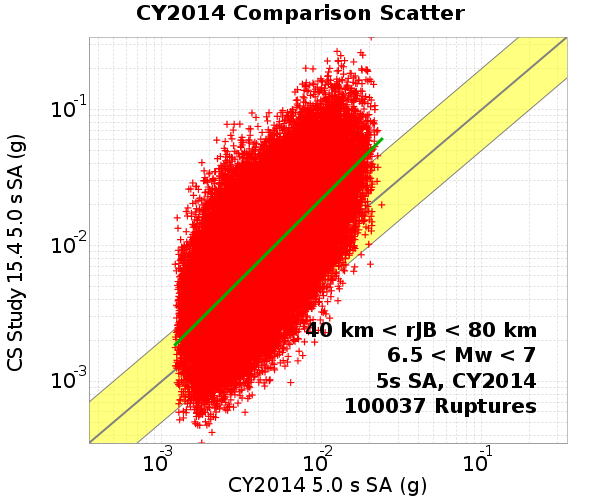 CY2014 Comparison Scatter
CS Study 15.4 5.0 s SA (g)
10-1
10-2
10-3
40 km < rJB < 80 km
6.5 < Mw < 7
5s SA, CY2014
100037 Ruptures
10-3 10-2 10-1
CY2014 5.0 s SA (g)